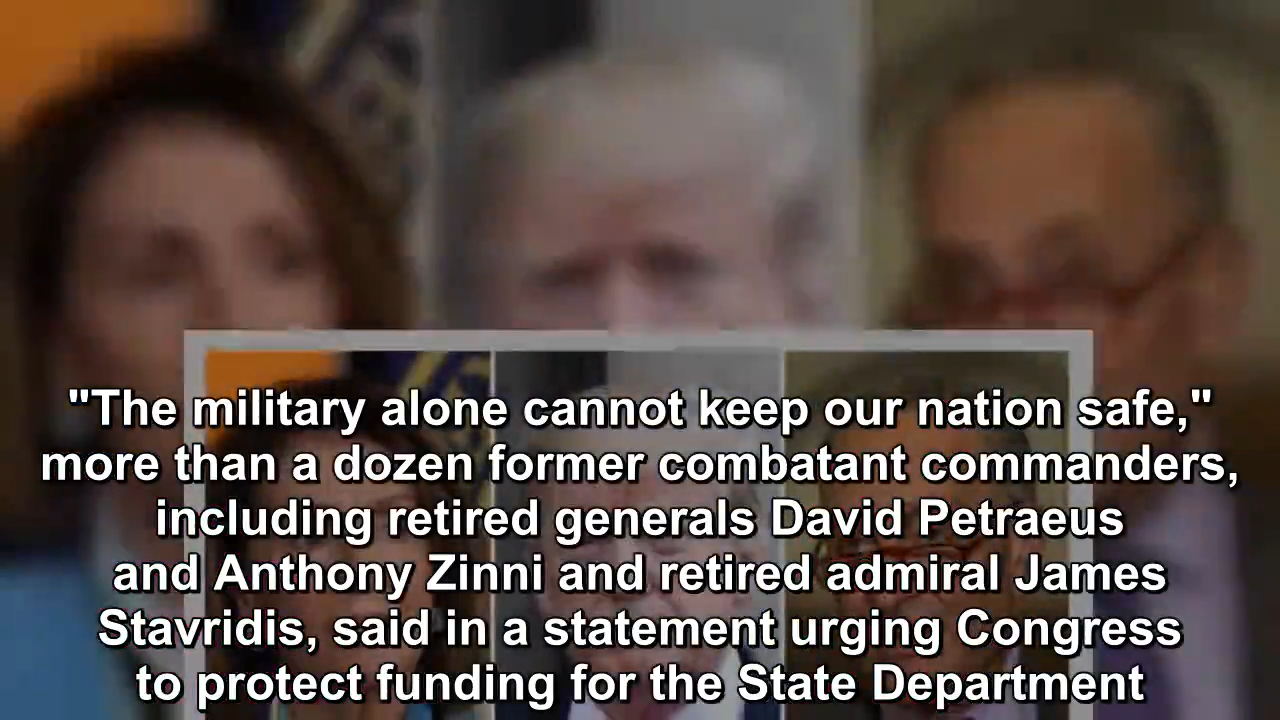 "The military alone cannot keep our nation safe,"
more than a dozen former combatant commanders,
including retired generals David Petraeus
and Anthony Zinni and retired admiral James
Stavridis, said in a statement urging Congress
to protect funding for the State Department